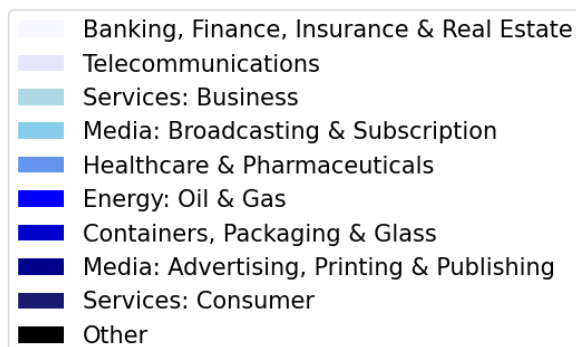 Banking, Finance, Insurance & Real Estate
Telecommunications
Services: Business
Media: Broadcasting & Subscription
Healthcare & Pharmaceuticals
Energy: Oil & Gas
Containers, Packaging & Glass
Media: Advertising, Printing & Publishing
Services: Consumer
Other